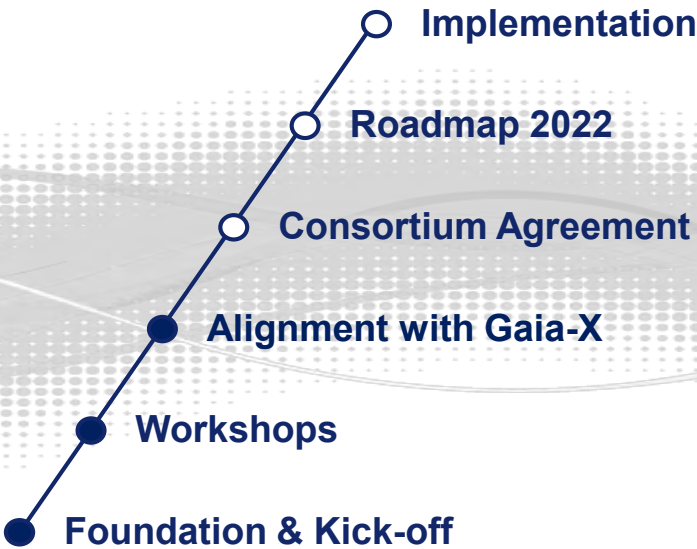 Implementation
Roadmap 2022
Consortium Agreement
Alignment with Gaia-X
Workshops
Foundation & Kick-off